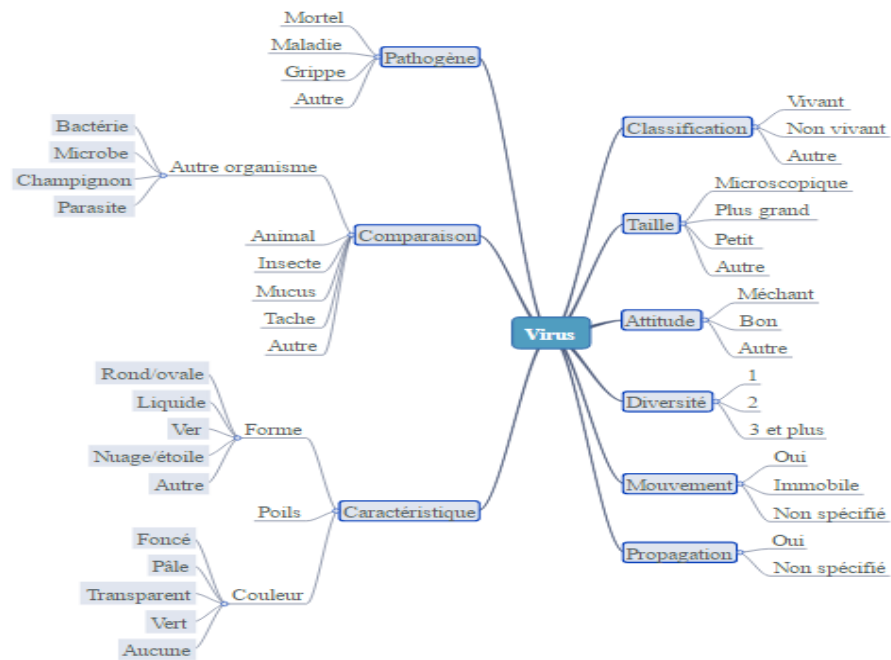 Mortel
Maladie
Grippe
Autre
Pathogène
Bactérie
Microbe
Champignon
Parasite
Autre organisme
Animal
Insecte
Mucus
Tache
Autre
Comparaison
Rond/ovale
Liquide
Ver
Nuage/étoile
Autre
Forme
Poils
Foncé
Pâle
Transparent
Vert
Aucune
Couleur
Caractéristique
Virus
Classification
Vivant
Non vivant
Autre
Taille
Microscopique
Plus grand
Petit
Autre
Attitude
Méchant
Bon
Autre
Diversité
1
2
3 et plus
Mouvement
Oui
Immobile
Non spécifié
Propagation
Oui
Non spécifié